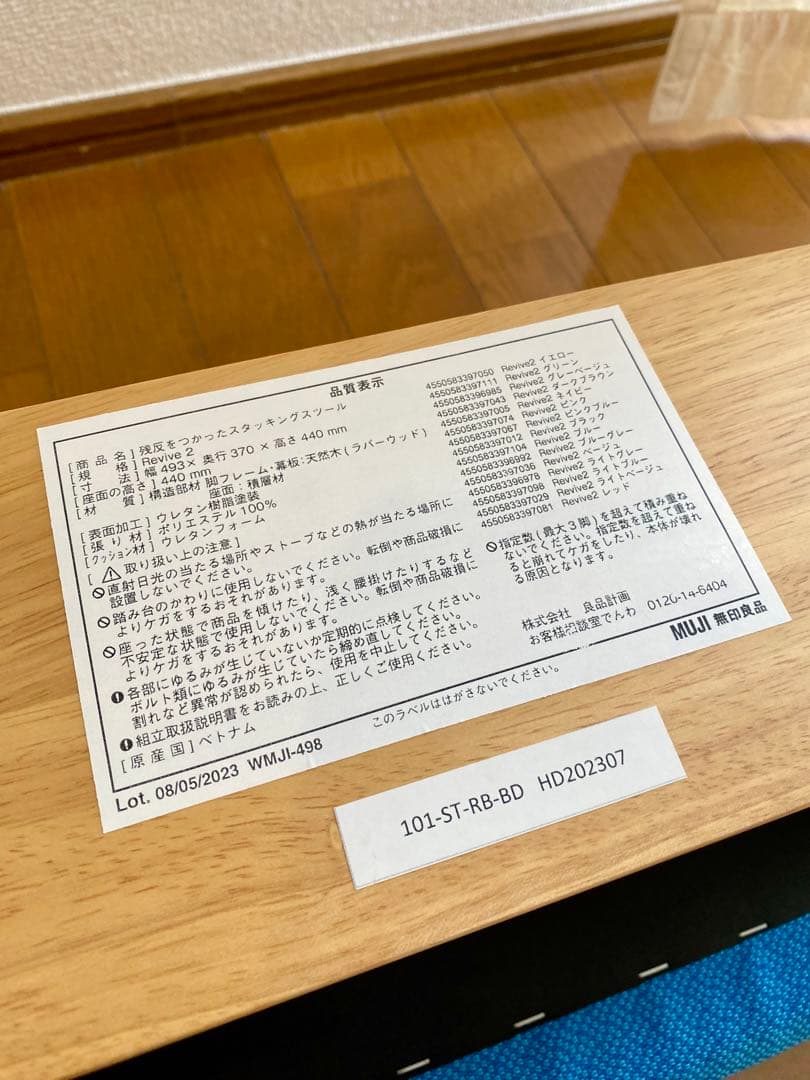 品質表示
[商品名] 残反をつかったスタッキングスツール
[規格] Revive 2
[寸法] 幅 493× 奥行 370 × 高さ 440 mm
[座面の高さ] 440 mm
[材質] 構造部材 脚フレーム・幕板：天然木 (ラバーウッド)
座面：積層材
[表面加工] ウレタン樹脂塗装
[張り材] ポリエステル 100%
[クッション材] ウレタンフォーム
[⚠取り扱い上の注意]
直射日光の当たる場所やストーブなどの熱が当たる場所に
設置しないでください。
踏み台のかわりに使用しないでください。転倒や商品破損に
よりケガをするおそれがあります。
座った状態で商品を傾けたり、浅く腰掛けたりするなど
不安定な状態で使用しないでください。転倒や商品破損に
よりケガをするおそれがあります。
各部にゆるみが生じていないか定期的に点検してください。
ボルト類にゆるみが生じていたら締め直してください。
割れなど異常が認められたら、使用を中止してください。
組立取扱説明書をお読みの上、正しくご使用ください。
[原産国] ベトナム
4550583397050 Revive2 イエロー
4550583397111 Revive2 グリーン
4550583396985 Revive2 グレーベージュ
4550583397043 Revive2 ダークブラウン
4550583397005 Revive2 ネイビー
4550583397074 Revive2 ピンク
4550583397067 Revive2 ピンクブルー
4550583397012 Revive2 ブラック
4550583397104 Revive2 ブルー
4550583396992 Revive2 ブルーグレー
4550583397036 Revive2 ベージュ
4550583396978 Revive2 ライトグレー
4550583397098 Revive2 ライトブルー
4550583397029 Revive2 ライトベージュ
4550583397081 Revive2 レッド
指定数 (最大3脚) を超えて積み重ね
ないでください。指定数を超えて重ね
ると崩れてケガをしたり、本体が壊れ
る原因となります。
株式会社 良品計画
お客様相談室でんわ 0120-14-6404
MUJI 無印良品
Lot. 08/05/2023 WMJI-498
このラベルははがさないでください。
101-ST-RB-BD HD202307